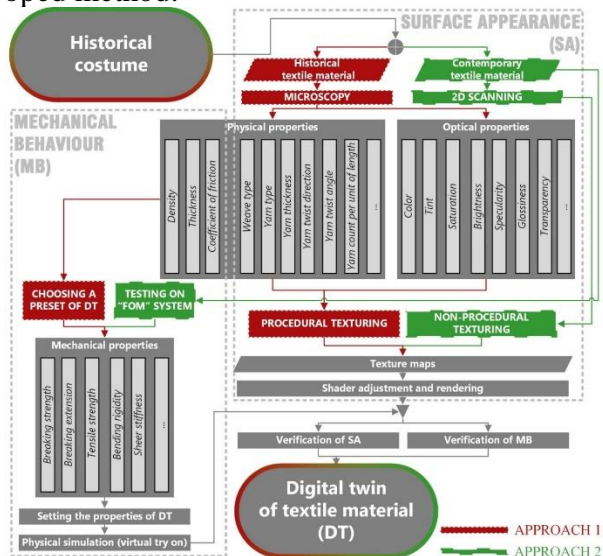 oped method.
Historical
costume
SURFACE APPEARANCE
(SA)
Historical
textile material
Contemporary
textile material
MICROSCOPY
2D SCANNING
MECHANICAL
BEHAVIOUR
(MB)
Physical properties
Density
Thickness
Coefficient of friction
Weave type
Yarn type
Yarn thickness
Yarn twist direction
Yarn twist angle
Yarn count per unit of length
...
Optical properties
Color
Tint
Saturation
Brightness
Specularity
Glossiness
Transparency
...
CHOOSING A
PRESET OF DT
TESTING ON
"FOM" SYSTEM
PROCEDURAL TEXTURING
NON-PROCEDURAL
TEXTURING
Mechanical properties
Breaking strength
Breaking extension
Tensile strength
Bending rigidity
Sheer stiffness
...
Texture maps
Shader adjustment and rendering
Verification of SA
Verification of MB
Setting the properties of DT
Physical simulation (virtual try on)
Digital twin
of textile material
(DT)
APPROACH 1
APPROACH 2